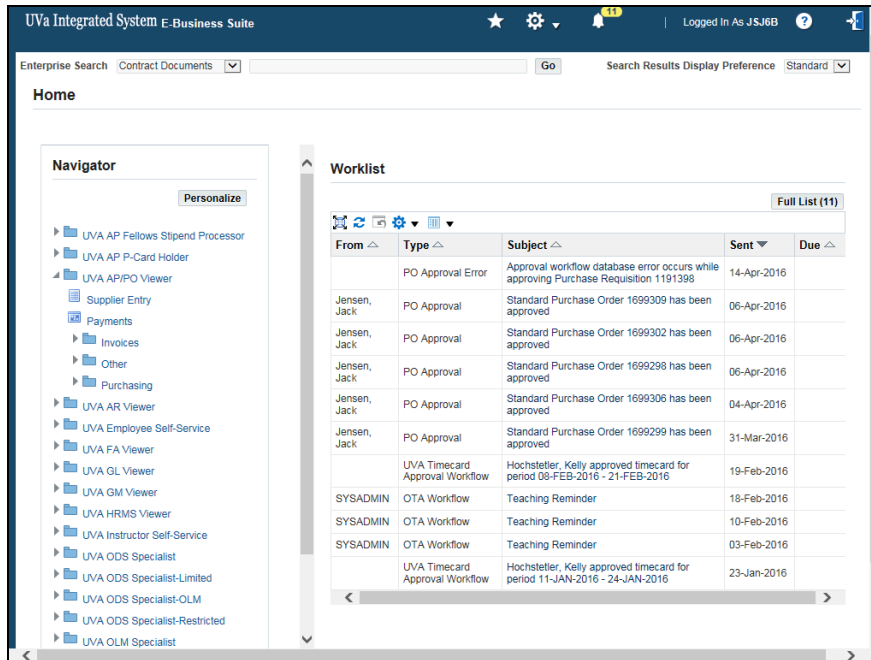 UVa Integrated System E-Business Suite
11
Logged In As JSJ6B
?
Enterprise Search Contract Documents Go Search Results Display Preference Standard
Home
Navigator
Personalize
UVA AP Fellows Stipend Processor
UVA AP P-Card Holder
UVA AP/PO Viewer
Supplier Entry
Payments
Invoices
Other
Purchasing
UVA AR Viewer
UVA Employee Self-Service
UVA FA Viewer
UVA GL Viewer
UVA GM Viewer
UVA HRMS Viewer
UVA Instructor Self-Service
UVA ODS Specialist
UVA ODS Specialist-Limited
UVA ODS Specialist-OLM
UVA ODS Specialist-Restricted
UVA OLM Specialist
Worklist
Full List (11)
From Type Subject Sent Due
PO Approval Error Approval workflow database error occurs while 14-Apr-2016
approving Purchase Requisition 1191398
Jensen, PO Approval Standard Purchase Order 1699309 has been 06-Apr-2016
Jack approved
Jensen, PO Approval Standard Purchase Order 1699302 has been 06-Apr-2016
Jack approved
Jensen, PO Approval Standard Purchase Order 1699298 has been 06-Apr-2016
Jack approved
Jensen, PO Approval Standard Purchase Order 1699306 has been 04-Apr-2016
Jack approved
Jensen, PO Approval Standard Purchase Order 1699299 has been 31-Mar-2016
Jack approved
UVA Timecard Hochstetler, Kelly approved timecard for 19-Feb-2016
Approval Workflow period 08-FEB-2016 - 21-FEB-2016
SYSADMIN OTA Workflow Teaching Reminder 18-Feb-2016
SYSADMIN OTA Workflow Teaching Reminder 10-Feb-2016
SYSADMIN OTA Workflow Teaching Reminder 03-Feb-2016
UVA Timecard Hochstetler, Kelly approved timecard for 23-Jan-2016
Approval Workflow period 11-JAN-2016 - 24-JAN-2016